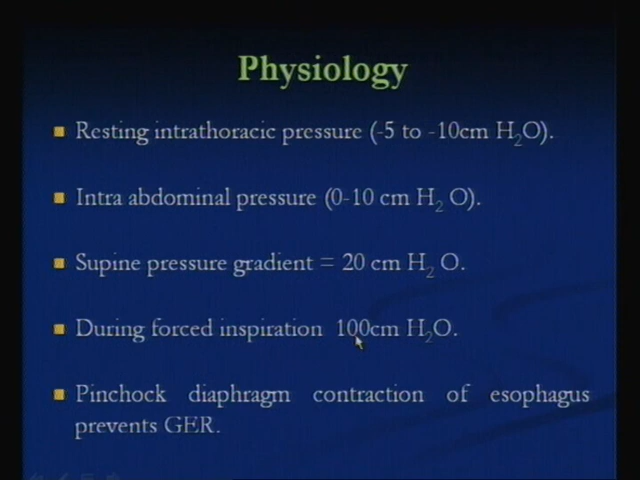 Physiology
Resting intrathoracic pressure (-5 to -10cm H₂O).
Intra abdominal pressure (0-10 cm H₂ O).
Supine pressure gradient = 20 cm H₂ O.
During forced inspiration 100cm H₂O.
Pinchock diaphragm contraction of esophagus
prevents GER.